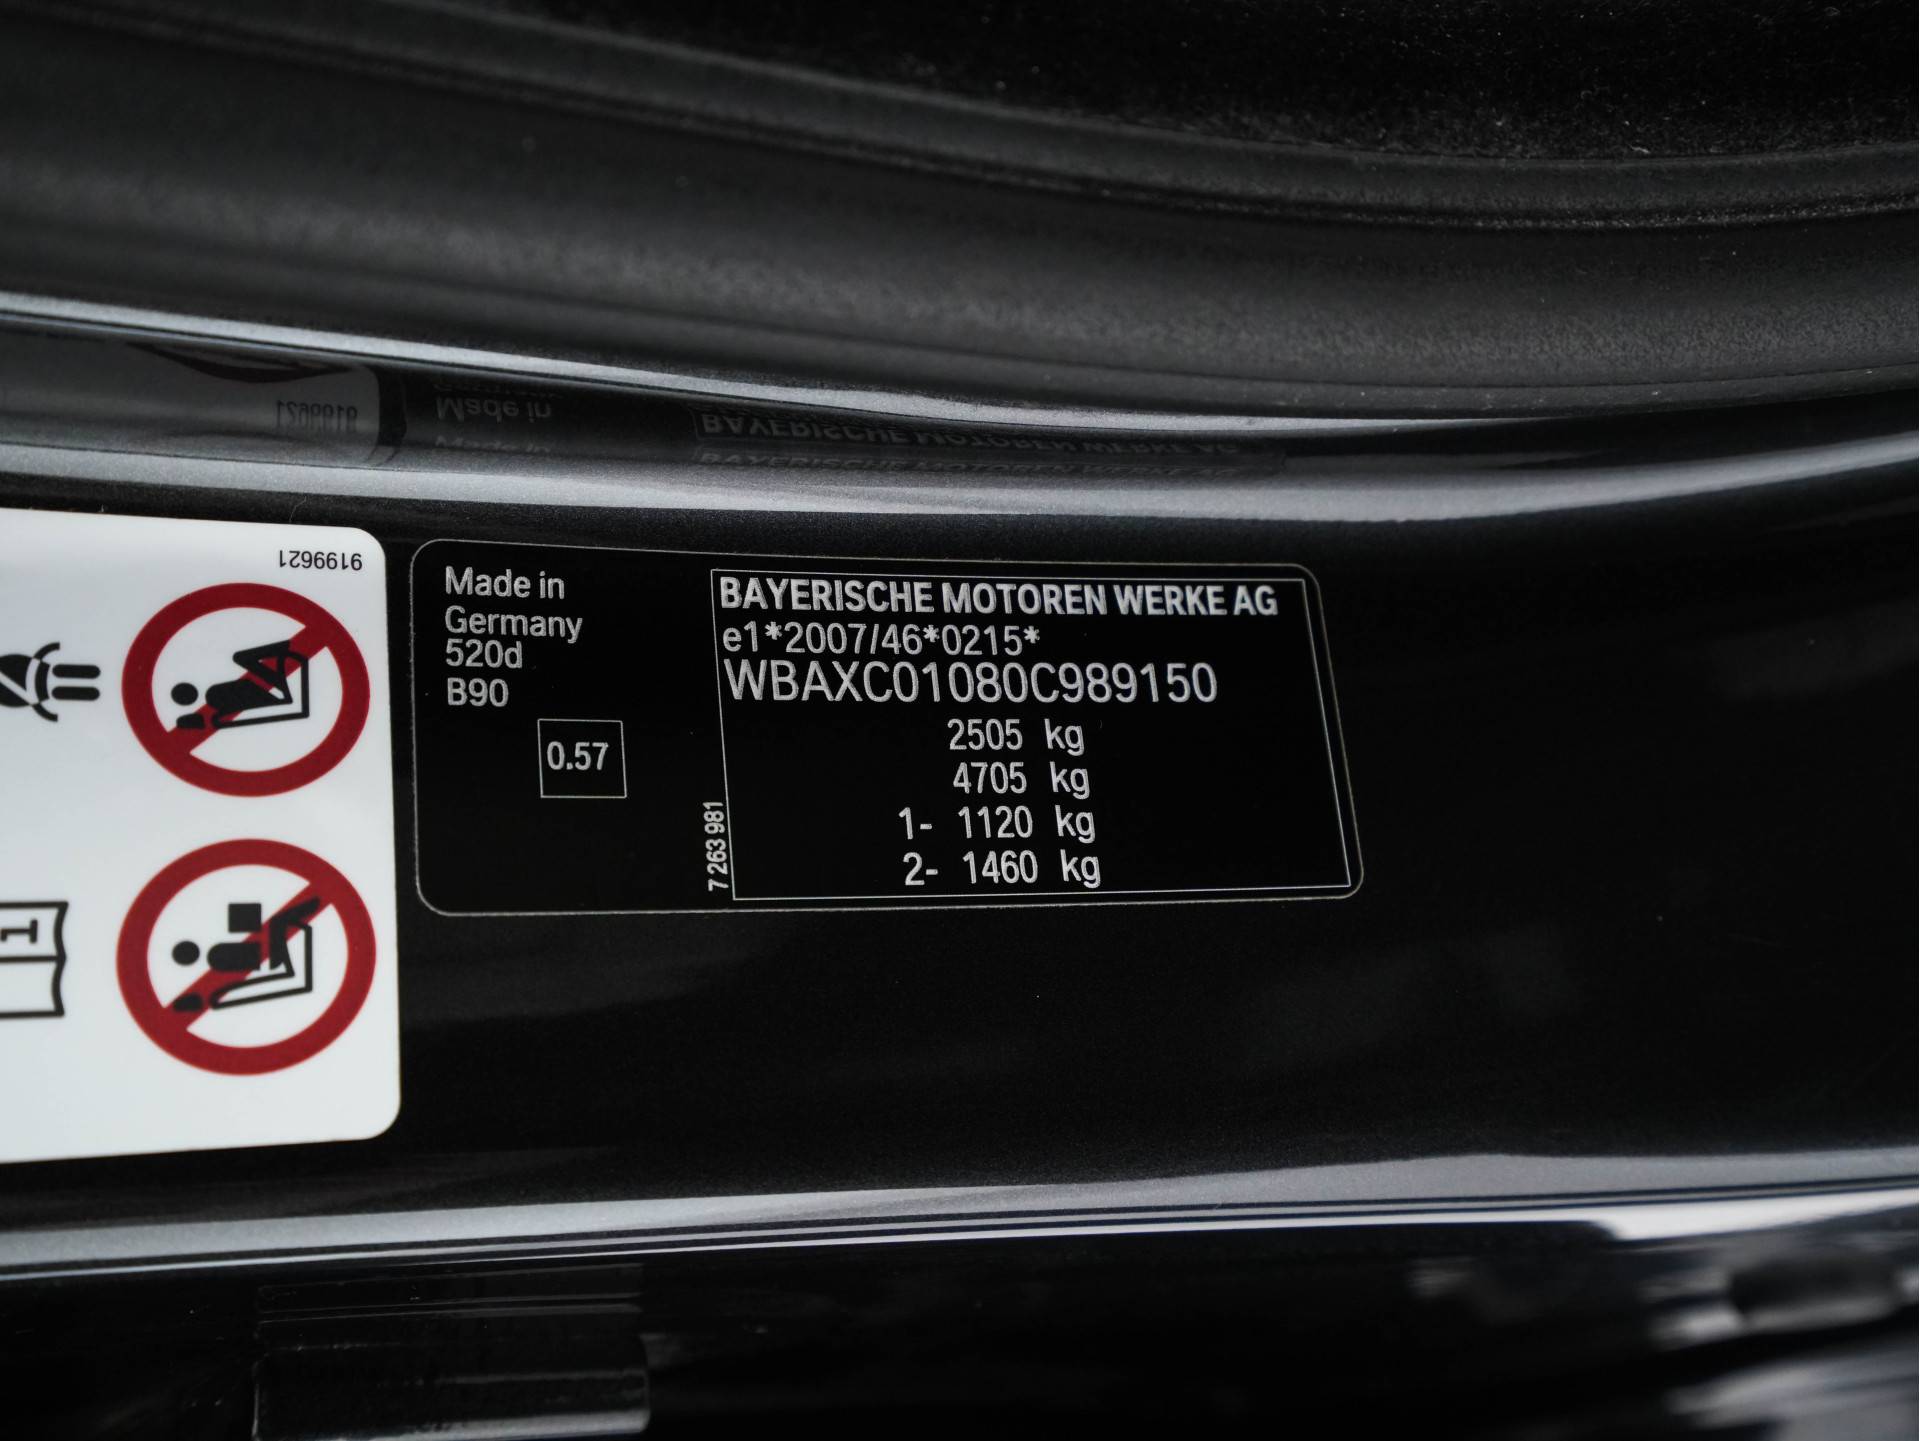 9199621
Made in
Germany
520d
B90
0.57
7 263 981
BAYERISCHE MOTOREN WERKE AG
e1*2007/46*0215*
WBAXC01080C989150
2505 kg
4705 kg
1- 1120 kg
2- 1460 kg
1